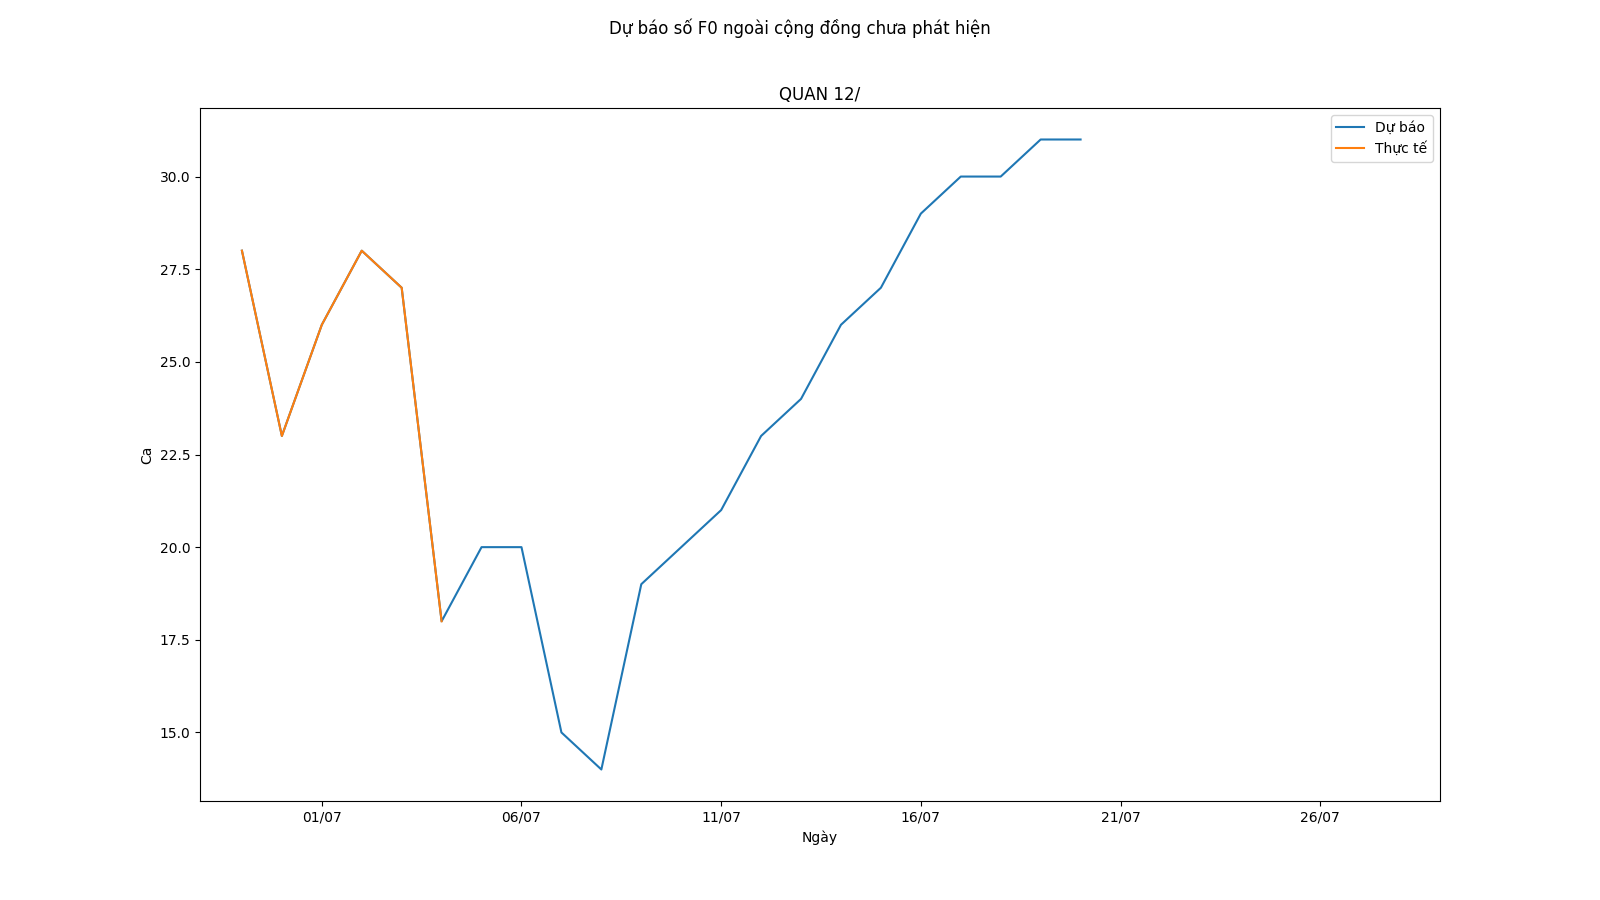 Dự báo số F0 ngoài cộng đồng chưa phát hiện
QUAN 12/
Dự báo
Thực tế
30.0
27.5
25.0
22.5
20.0
17.5
15.0
Ca
01/07 06/07 11/07 16/07 21/07 26/07
Ngày